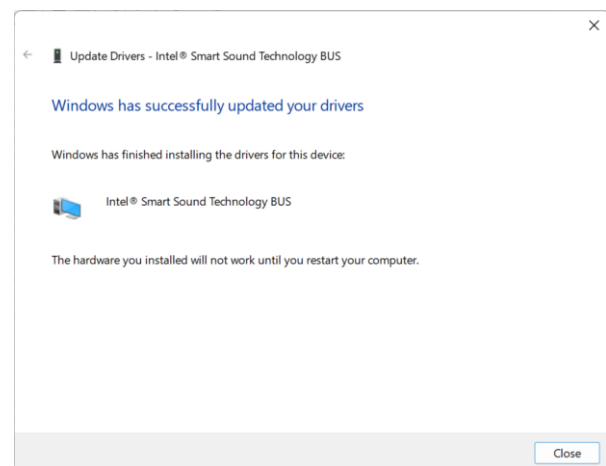 Update Drivers - Intel® Smart Sound Technology BUS
Windows has successfully updated your drivers
Windows has finished installing the drivers for this device:
Intel® Smart Sound Technology BUS
The hardware you installed will not work until you restart your computer.
Close